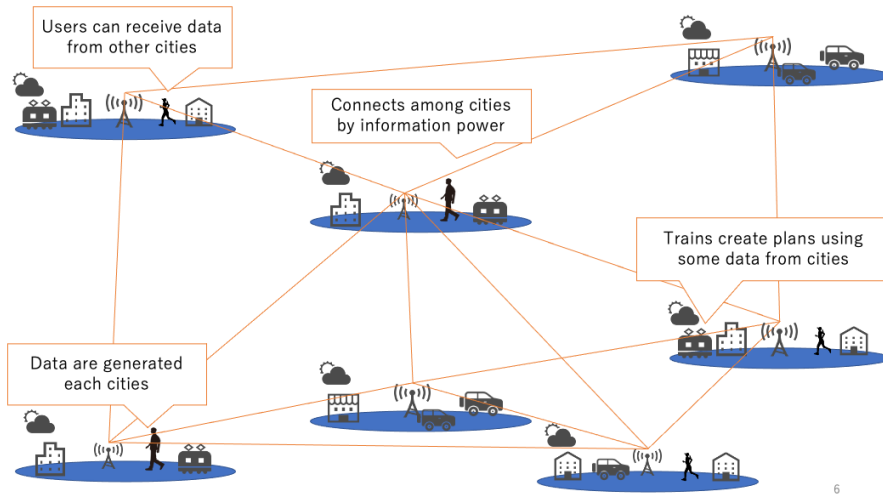 Users can receive data
from other cities
Connects among cities
by information power
Trains create plans using
some data from cities
Data are generated
each cities
6